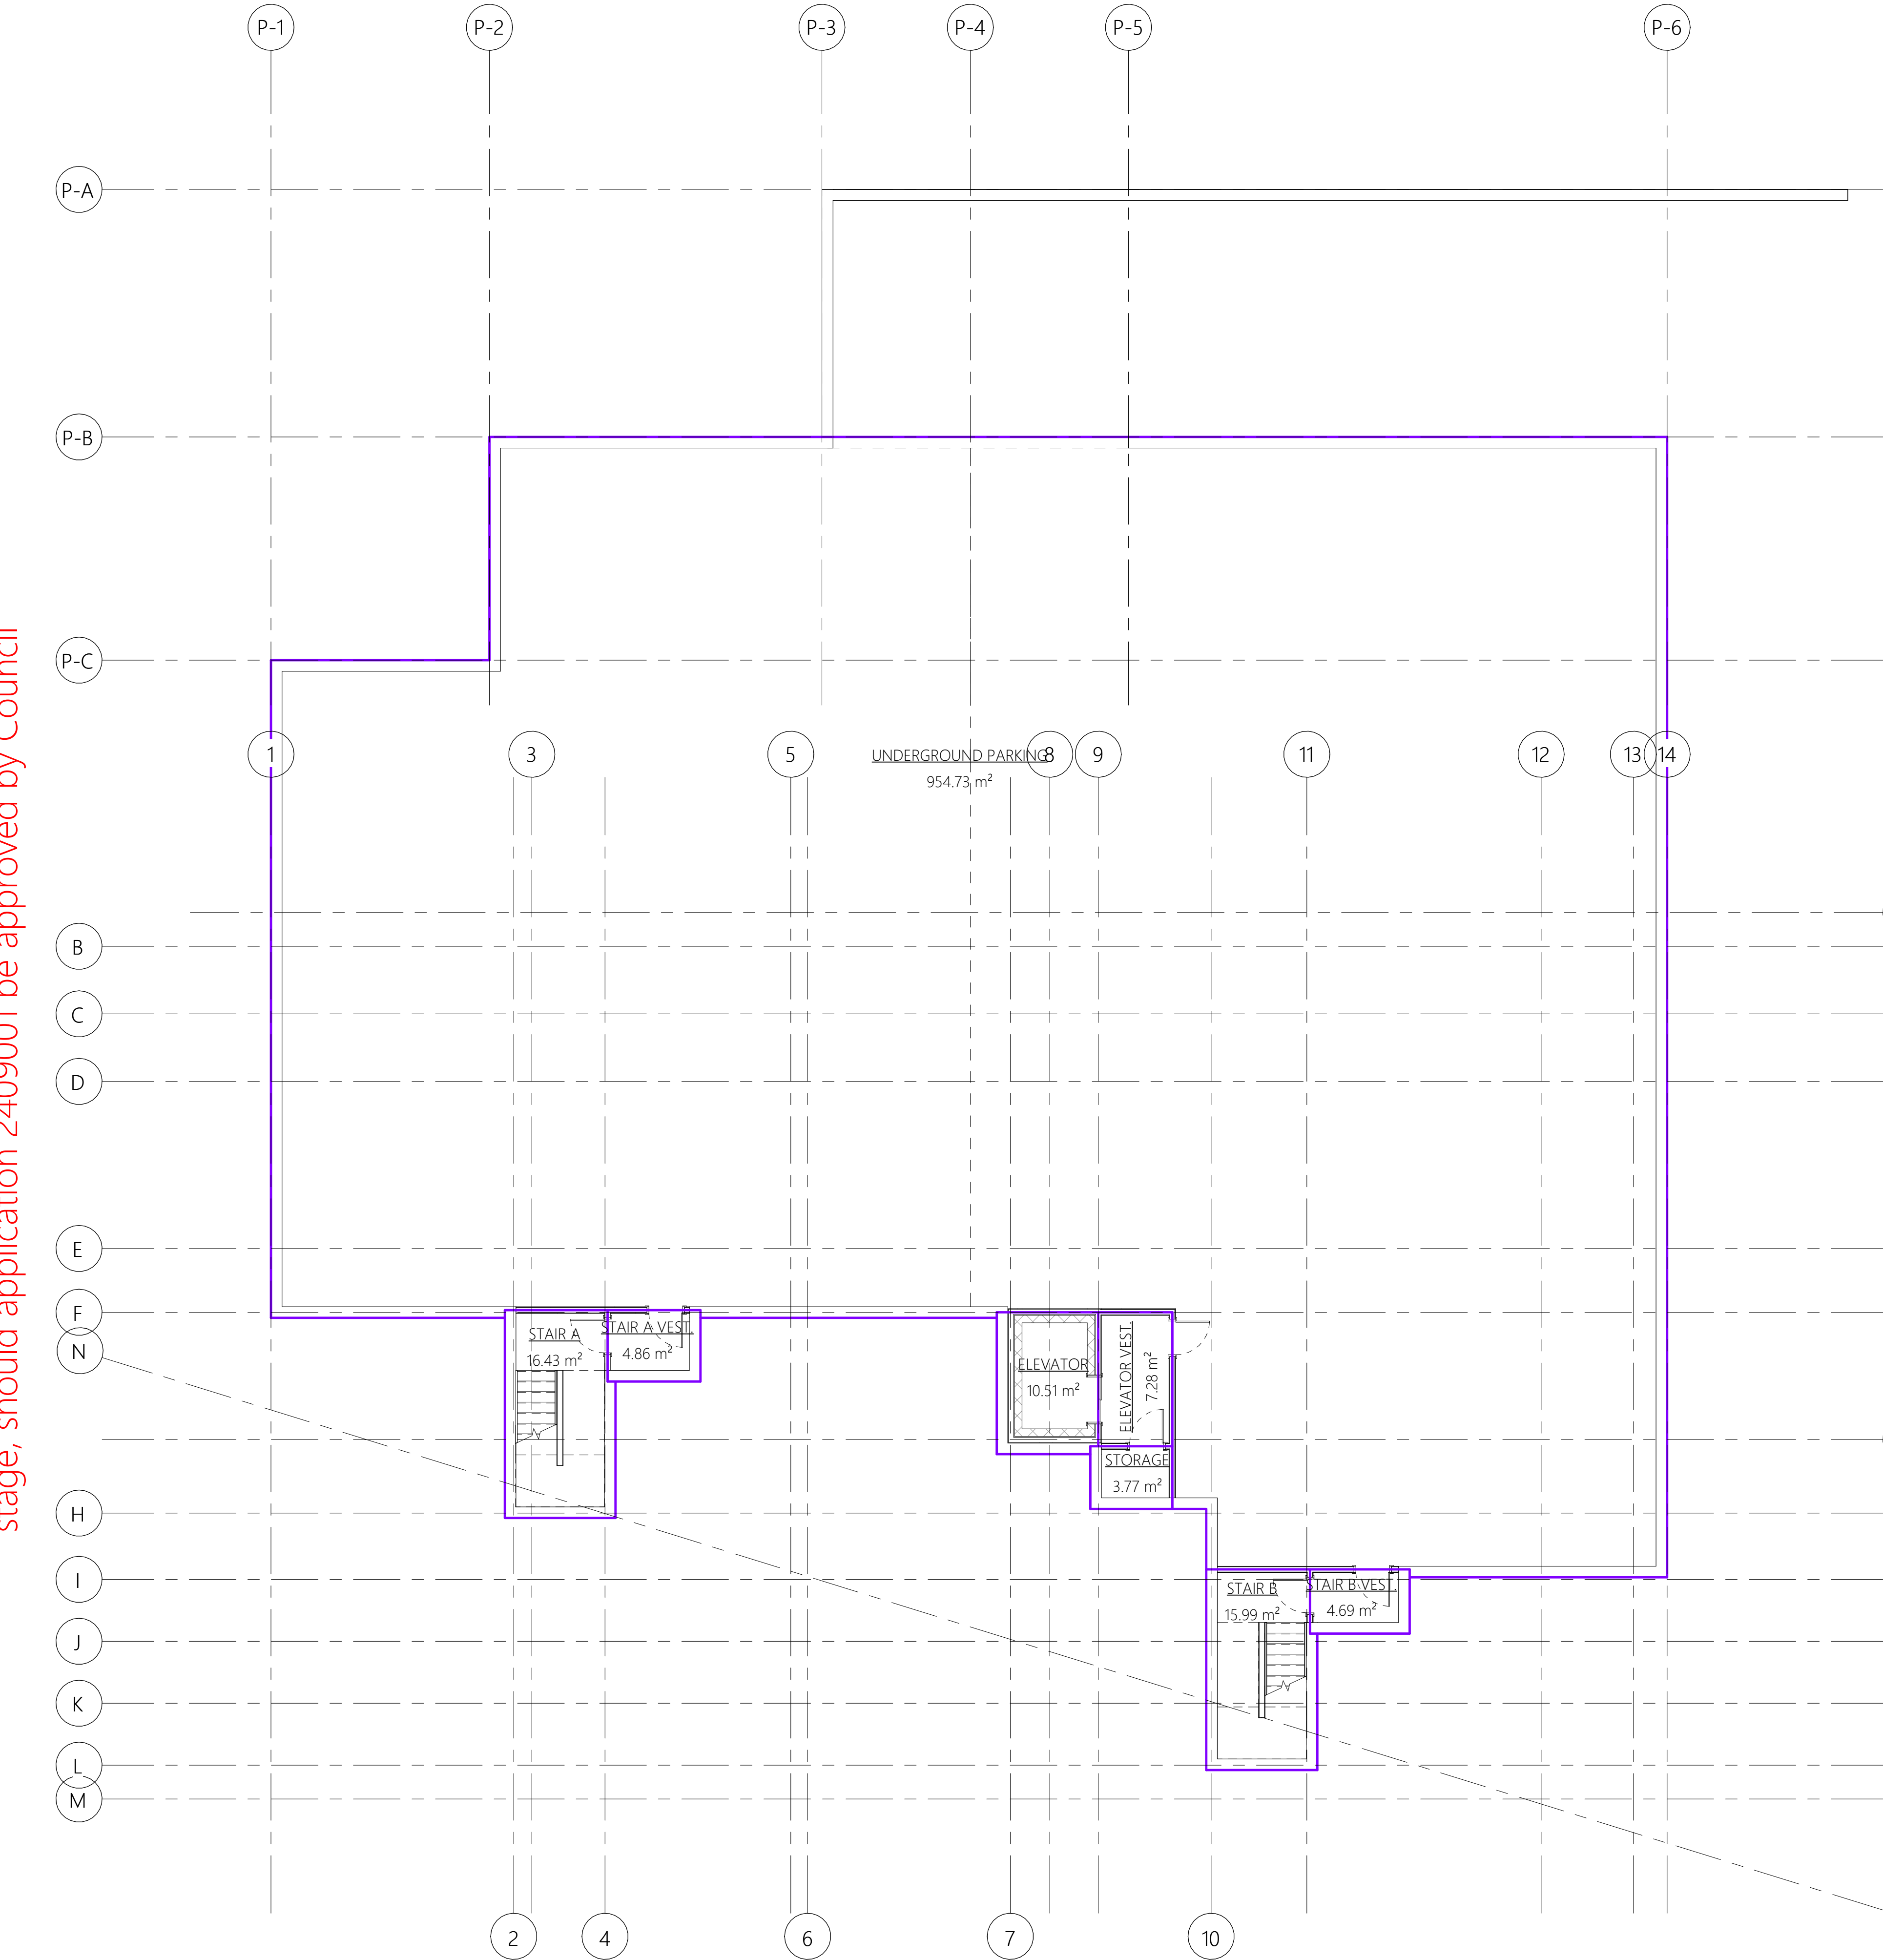 P-1
P-2
P-3
P-4
P-5
P-6
P-A
P-B
P-C
stage, should application 2409001 be approved by Council
1
3
5
UNDERGROUND PARKING
954.73 m²
8
9
11
12
13
14
B
C
D
E
F
N
STAIR A
16.43 m²
STAIR A VEST.
4.86 m²
ELEVATOR
10.51 m²
ELEVATOR VEST.
7.28 m²
STORAGE
3.77 m²
H
I
STAIR B
15.99 m²
STAIR B VEST.
4.69 m²
J
K
L
M
2
4
6
7
10